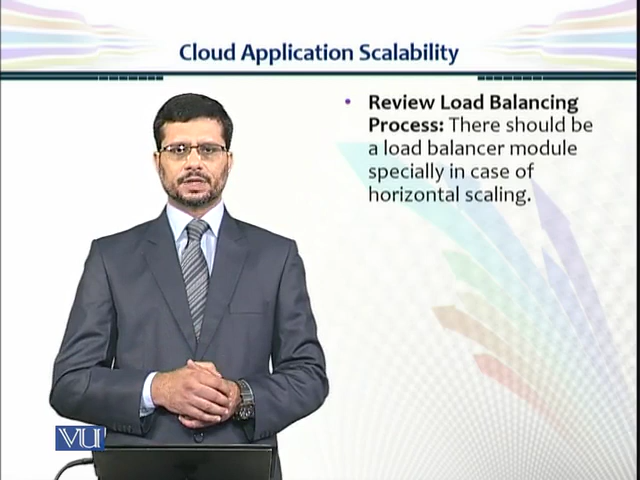 Cloud Application Scalability
• Review Load Balancing
Process: There should be
a load balancer module
specially in case of
horizontal scaling.
VU